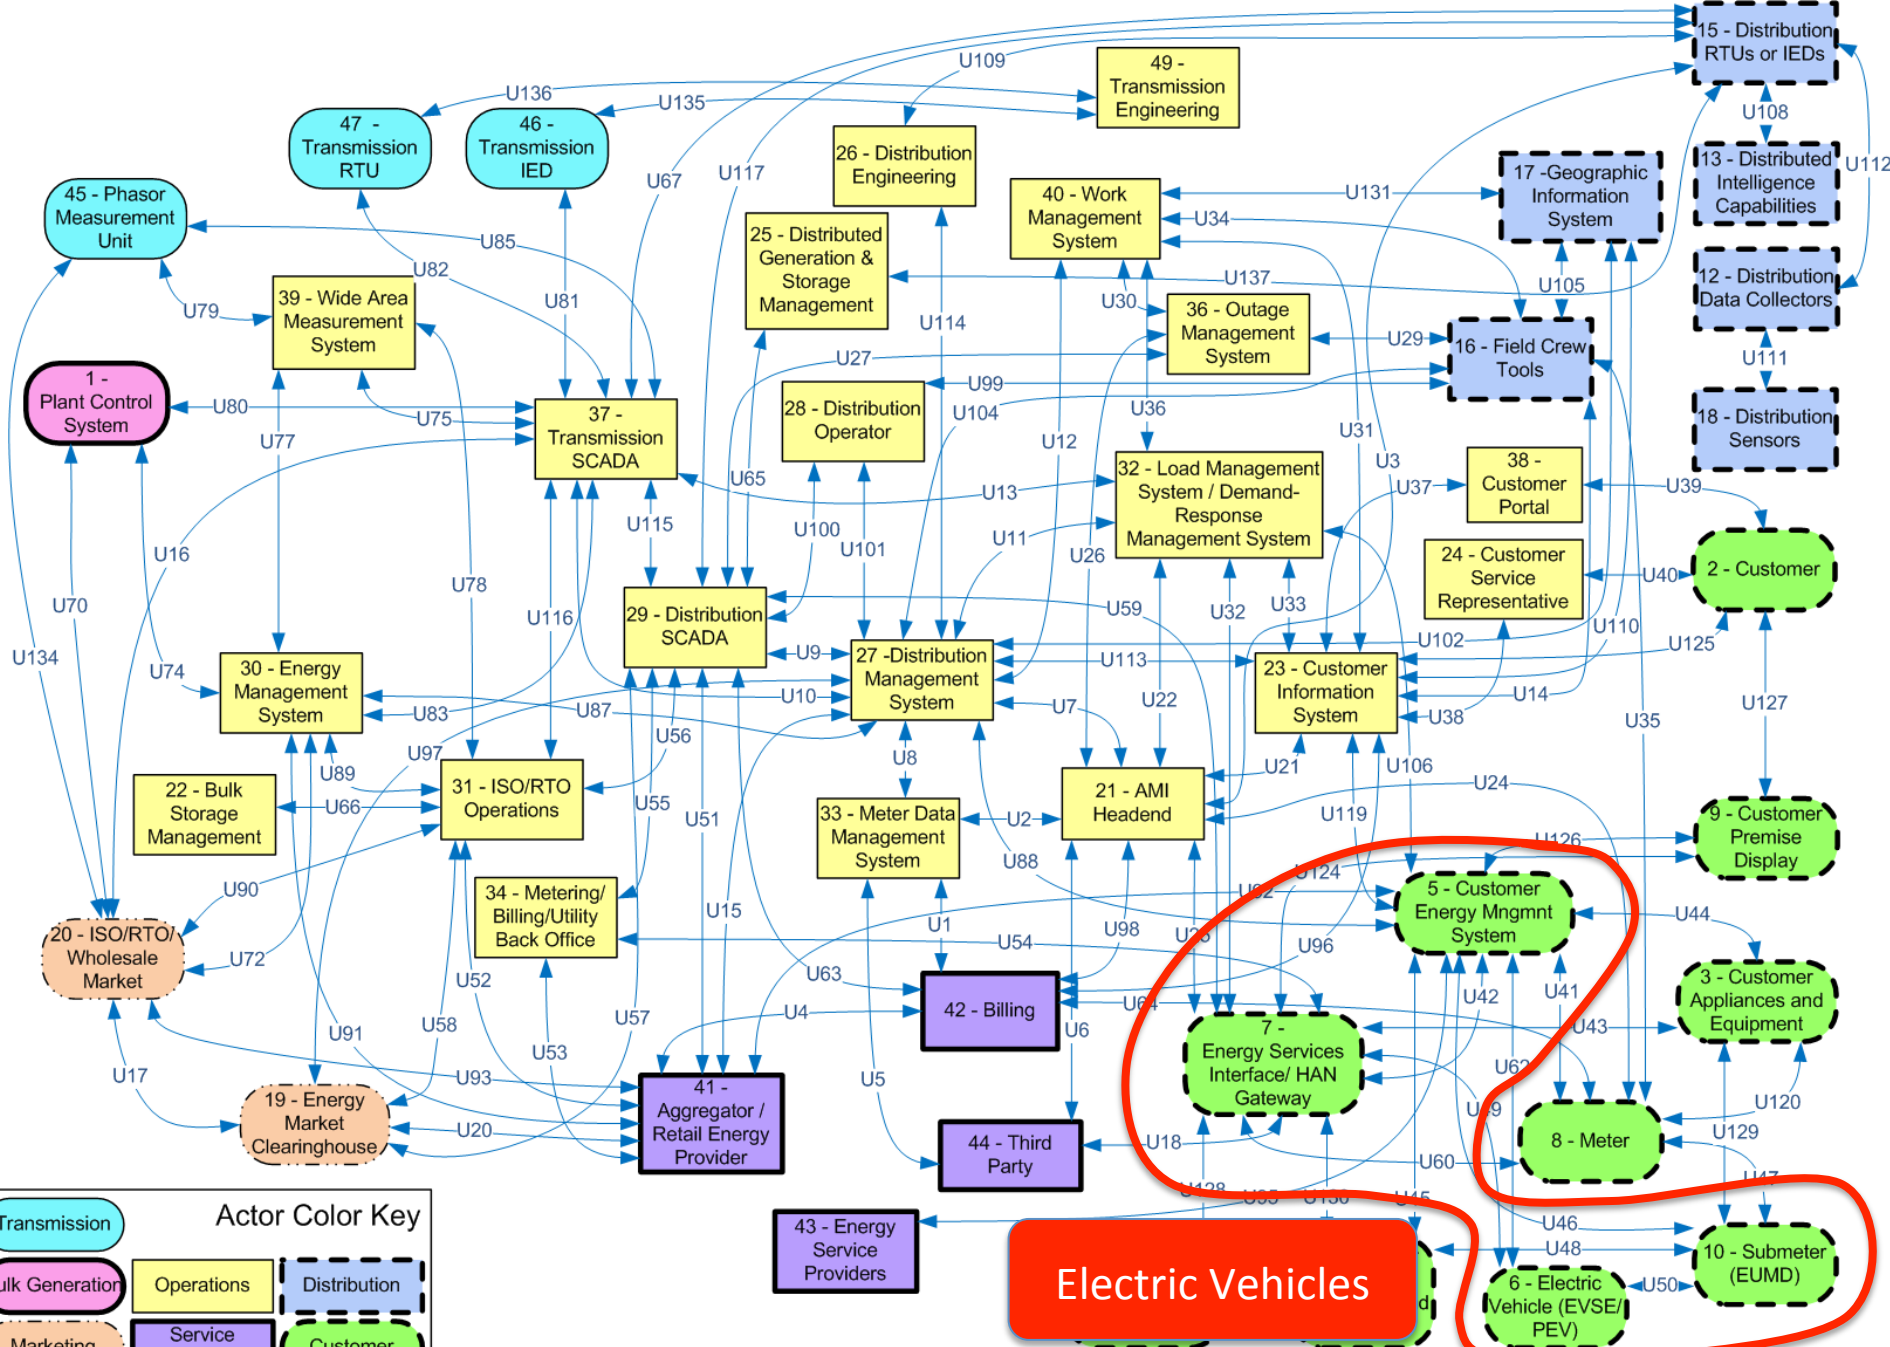 15 - Distribution
RTUs or IEDs
U109
49 -
Transmission
Engineering
U136
U135
U108
U112
47 -
Transmission
RTU
46 -
Transmission
IED
26 - Distribution
Engineering
13 - Distributed
Intelligence
Capabilities
17 -Geographic
Information
System
U67
U117
45 - Phasor
Measurement
Unit
40 - Work
Management
System
U131
U34
25 - Distributed
Generation &
Storage
Management
U85
U82
U137
U105
12 - Distribution
Data Collectors
39 - Wide Area
Measurement
System
U79
U81
U114
U30
36 - Outage
Management
System
U29
16 - Field Crew
Tools
U111
U27
1 -
Plant Control
System
U80
U75
U77
37 -
Transmission
SCADA
28 - Distribution
Operator
U99
U104
U36
U12
U31
U3
18 - Distribution
Sensors
38 -
Customer
Portal
U37
U39
32 - Load Management
System / Demand-
Response
Management System
U65
U13
U115
U100
U101
U11
U26
U16
U78
U70
U116
24 - Customer
Service
Representative
U40
2 - Customer
29 - Distribution
SCADA
U59
U32
U33
U110
U102
U125
U134
U74
30 - Energy
Management
System
U9
27 -Distribution
Management
System
U113
23 - Customer
Information
System
U10
U22
U14
U38
U35
U127
U83
U87
U7
U56
U97
U8
U21
U106
U24
U89
22 - Bulk
Storage
Management
U66
31 - ISO/RTO
Operations
U55
U51
33 - Meter Data
Management
System
U2
21 - AMI
Headend
U119
U88
U126
9 - Customer
Premise
Display
U124
U90
34 - Metering/
Billing/Utility
Back Office
U15
U1
U98
5 - Customer
Energy Mngmnt
System
U44
U54
U96
20 - ISO/RTO/
Wholesale
Market
U72
U52
U63
42 - Billing
U64
U42
U41
3 - Customer
Appliances and
Equipment
U4
U6
U43
U91
U58
U57
U53
7 -
Energy Services
Interface/ HAN
Gateway
U17
U93
U5
U120
19 - Energy
Market
Clearinghouse
U20
41 -
Aggregator /
Retail Energy
Provider
44 - Third
Party
U18
U60
8 - Meter
U129
U46
U48
43 - Energy
Service
Providers
Electric Vehicles
d
6 - Electric
Vehicle (EVSE/
PEV)
U50
10 - Submeter
(EUMD)
Actor Color Key
Transmission
ulk Generation
Operations
Distribution
Marketing
Service
Customer